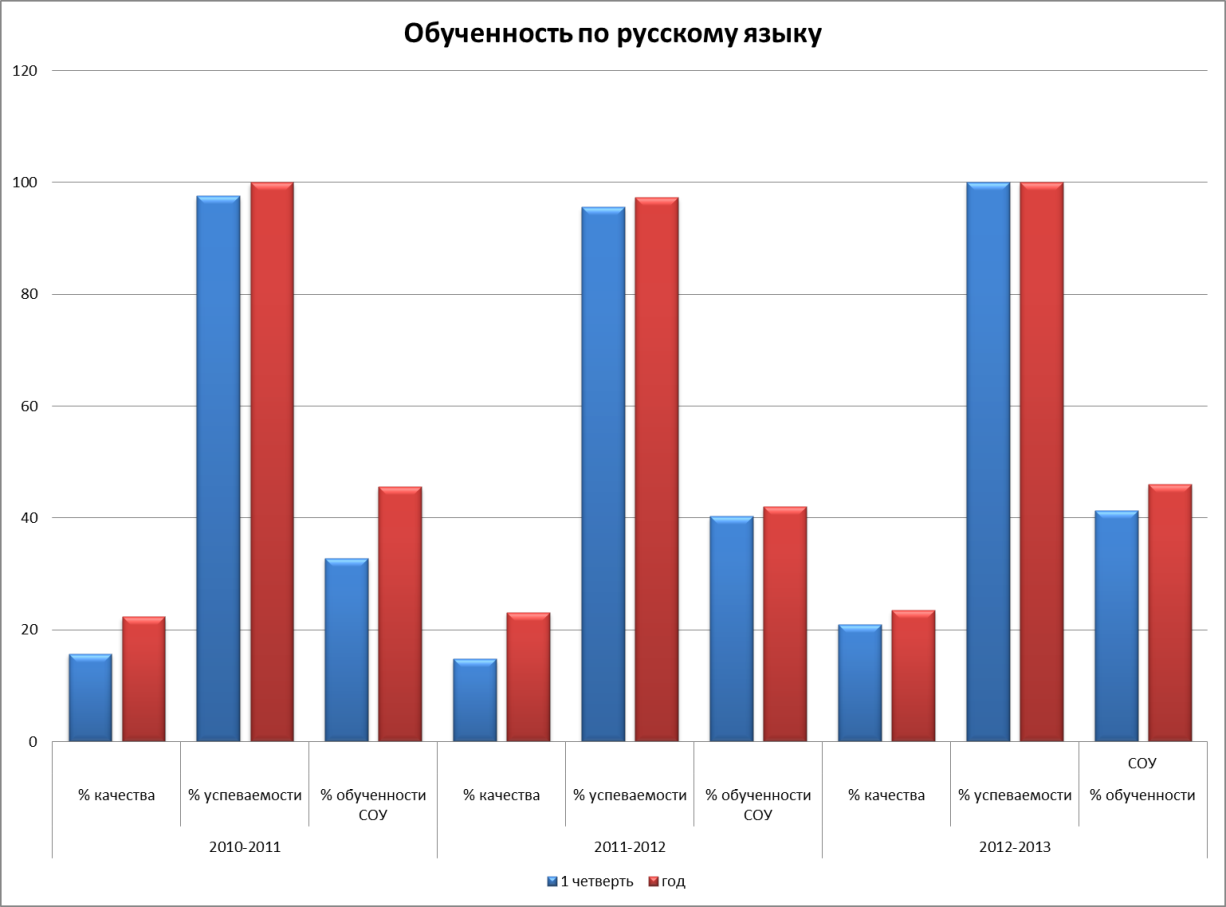 Обученность по русскому языку
120
100
80
60
40
20
0
% качества
% успеваемости
% обученности
СОУ
% качества
% успеваемости
% обученности
СОУ
% качества
% успеваемости
СОУ
% обученности
2010-2011
2011-2012
2012-2013
1 четверть
год